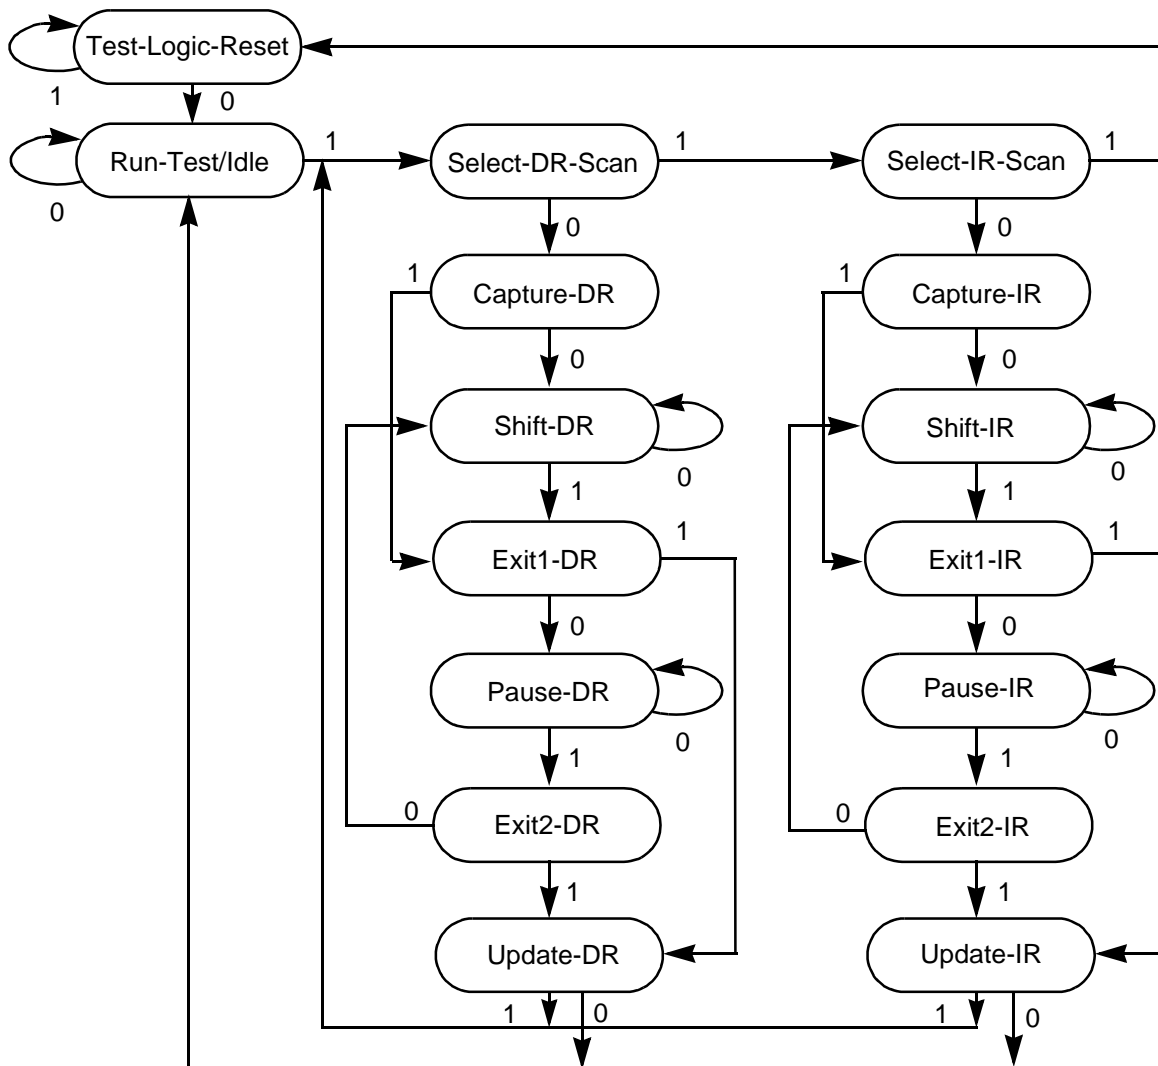 Test-Logic-Reset
1
0
Run-Test/Idle
0
1
Select-DR-Scan
1
Select-IR-Scan
1
0
0
1
Capture-DR
1
Capture-IR
0
0
Shift-DR
0
Shift-IR
0
1
1
Exit1-DR
1
Exit1-IR
1
0
0
Pause-DR
0
Pause-IR
0
1
1
0
Exit2-DR
0
Exit2-IR
1
1
Update-DR
Update-IR
1
0
1
0